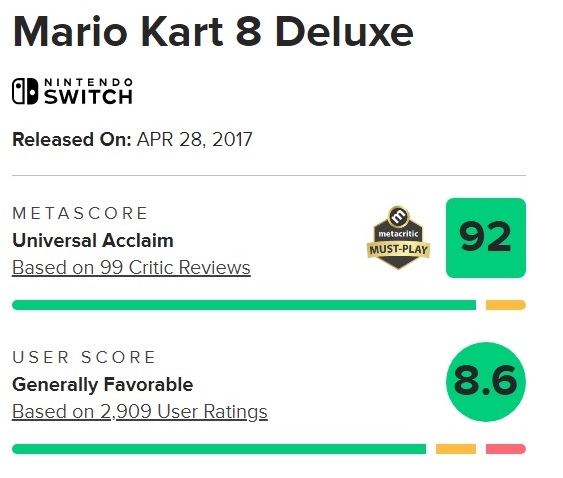 Mario Kart 8 Deluxe
NINTENDO
SWITCH
Released On: APR 28, 2017
METASCORE
Universal Acclaim
Based on 99 Critic Reviews
m
metacritic
MUST-PLAY
92
USER SCORE
Generally Favorable
Based on 2,909 User Ratings
8.6